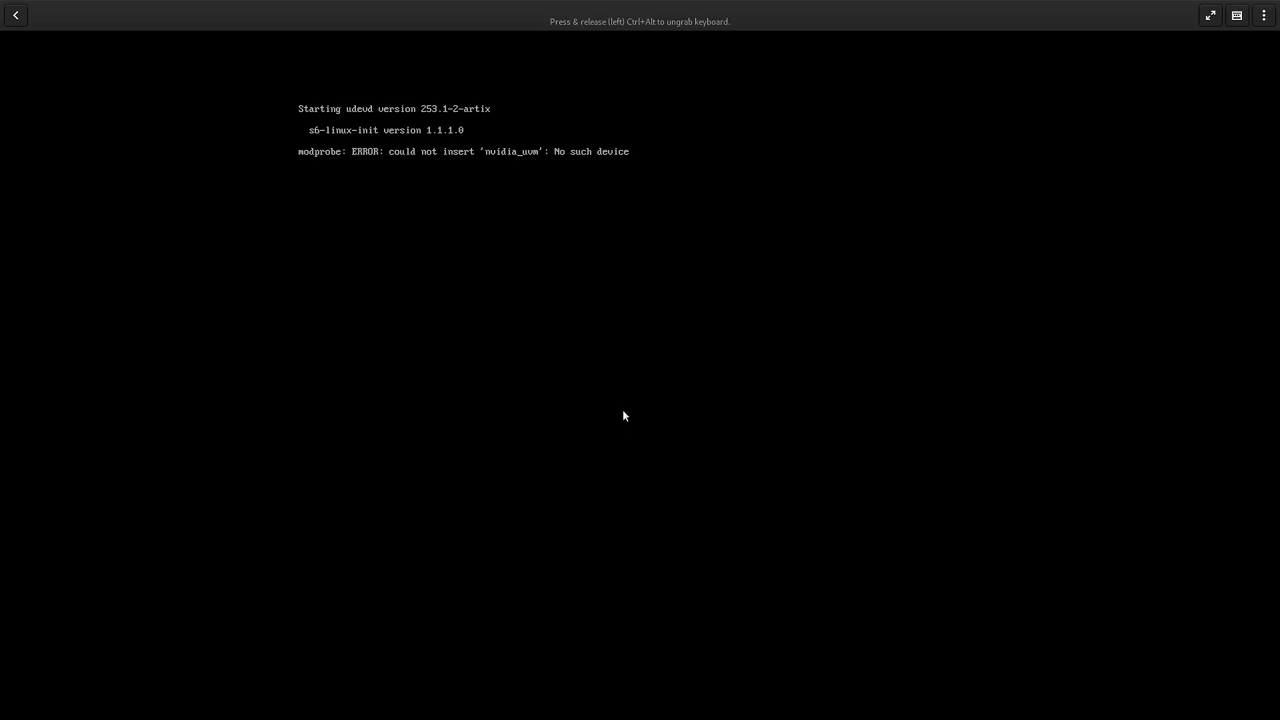 Press & release (left) Ctrl+Alt to ungrab keyboard.
Starting udevd version 253.1-2-artix
s6-linux-init version 1.1.1.0
modprobe: ERROR: could not insert 'nvidia_uvm': No such device